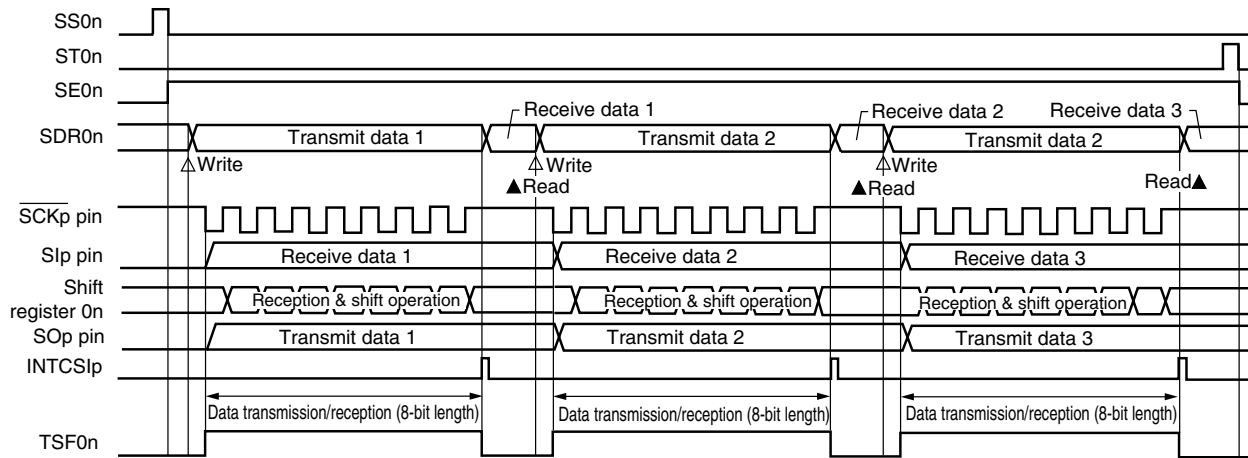 SS0n
ST0n
SE0n
Receive data 1
Receive data 2
Receive data 3
SDR0n
Transmit data 1
Transmit data 2
Transmit data 2
△Write
△Write
△Write
▲Read
▲Read
Read▲
SCKp pin
SIp pin
Receive data 1
Receive data 2
Receive data 3
Shift
register 0n
Reception & shift operation
Reception & shift operation
Reception & shift operation
SOp pin
Transmit data 1
Transmit data 2
Transmit data 3
INTCSIp
Data transmission/reception (8-bit length)
Data transmission/reception (8-bit length)
Data transmission/reception (8-bit length)
TSF0n